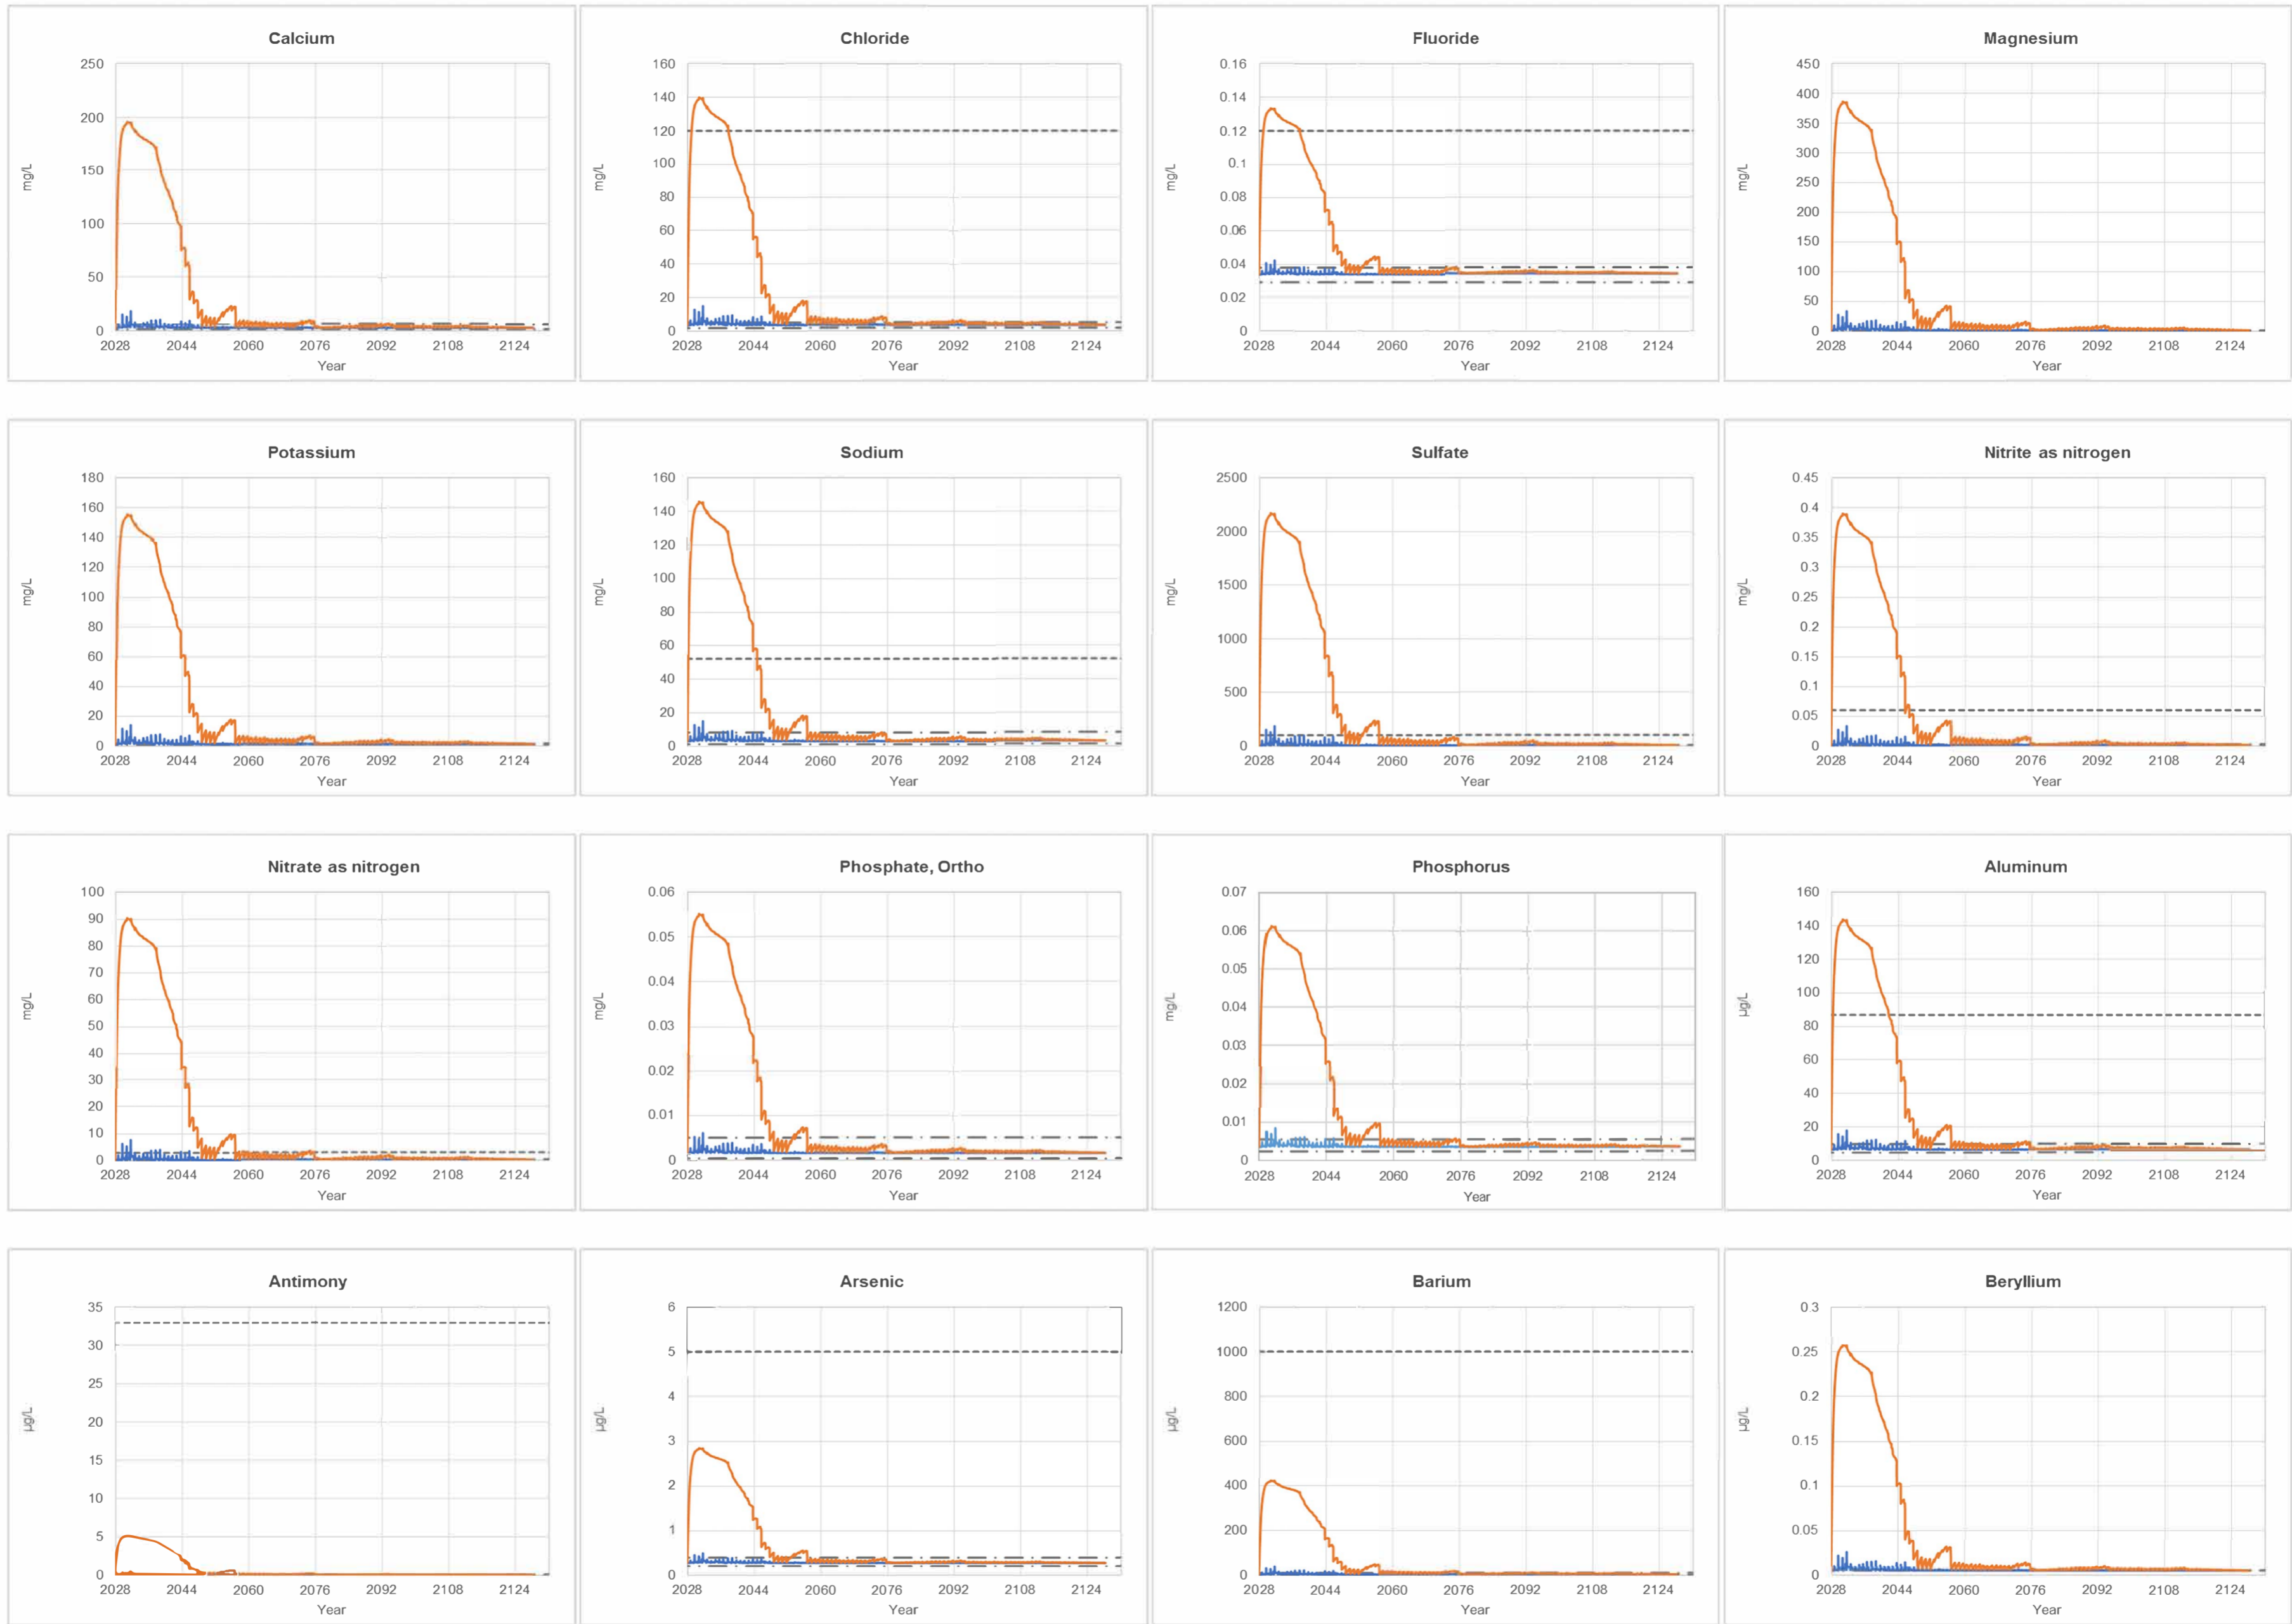 Calcium
250
200
150
100
50
0
mg/L
2028 2044 2060 2076 2092 2108 2124
Year
Chloride
160
140
120
100
80
60
40
20
0
mg/L
2028 2044 2060 2076 2092 2108 2124
Year
Fluoride
0.16
0.14
0.12
0.1
0.08
0.06
0.04
0.02
0
mg/L
2028 2044 2060 2076 2092 2108 2124
Year
Magnesium
450
400
350
300
250
200
150
100
50
0
mg/L
2028 2044 2060 2076 2092 2108 2124
Year
Potassium
180
160
140
120
100
80
60
40
20
0
mg/L
2028 2044 2060 2076 2092 2108 2124
Year
Sodium
160
140
120
100
80
60
40
20
0
mg/L
2028 2044 2060 2076 2092 2108 2124
Year
Sulfate
2500
2000
1500
1000
500
0
mg/L
2028 2044 2060 2076 2092 2108 2124
Year
Nitrite as nitrogen
0.45
0.4
0.35
0.3
0.25
0.2
0.15
0.1
0.05
0
mg/L
2028 2044 2060 2076 2092 2108 2124
Year
Nitrate as nitrogen
100
90
80
70
60
50
40
30
20
10
0
mg/L
2028 2044 2060 2076 2092 2108 2124
Year
Phosphate, Ortho
0.06
0.05
0.04
0.03
0.02
0.01
0
mg/L
2028 2044 2060 2076 2092 2108 2124
Year
Phosphorus
0.07
0.06
0.05
0.04
0.03
0.02
0.01
0
mg/L
2028 2044 2060 2076 2092 2108 2124
Year
Aluminum
160
140
120
100
80
60
40
20
0
µg/L
2028 2044 2060 2076 2092 2108 2124
Year
Antimony
35
30
25
20
15
10
5
0
µg/L
2028 2044 2060 2076 2092 2108 2124
Year
Arsenic
6
5
4
3
2
1
0
µg/L
2028 2044 2060 2076 2092 2108 2124
Year
Barium
1200
1000
800
600
400
200
0
µg/L
2028 2044 2060 2076 2092 2108 2124
Year
Beryllium
0.3
0.25
0.2
0.15
0.1
0.05
0
µg/L
2028 2044 2060 2076 2092 2108 2124
Year